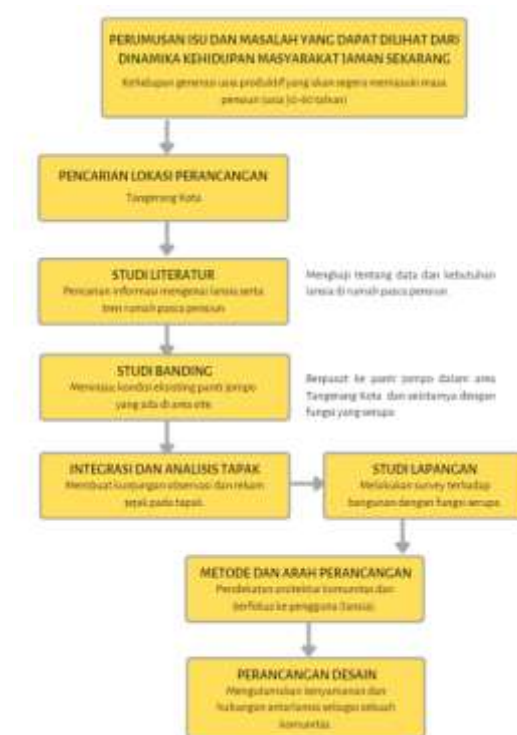 PERUMUSAN ISU DAN MASALAH YANG DAPAT DILIHAT DARI
DINAMIKA KEHIDUPAN MASYARAKAT JAMAN SEKARANG
Kehidupan generasi usia produktif yang akan segera memasuki masa
pensiun (usia 50-60 tahun)
PENCARIAN LOKASI PERANCANGAN
Tangerang Kota
STUDI LITERATUR
Pencarian informasi mengenai lansia serta
tren rumah pasca pensiun
Mengkaji tentang data dan kebutuhan
lansia di rumah pasca pensiun
STUDI BANDING
Meninjau kondisi eksisting panti jompo
yang ada di area site.
Berpusat ke panti jompo dalam area
Tangerang Kota dan sekitarnya dengan
fungsi yang serupa
INTEGRASI DAN ANALISIS TAPAK
Membuat kunjungan observasi dan rekam
jejak pada tapak.
STUDI LAPANGAN
Melakukan survey terhadap
bangunan dengan fungsi serupa
METODE DAN ARAH PERANCANGAN
Pendekatan arsitektur komunitas dan
berfokus ke pengguna (lansia)
PERANCANGAN DESAIN
Mengutamakan kenyamanan dan
hubungan antarlansia sebagai sebuah
komunitas.